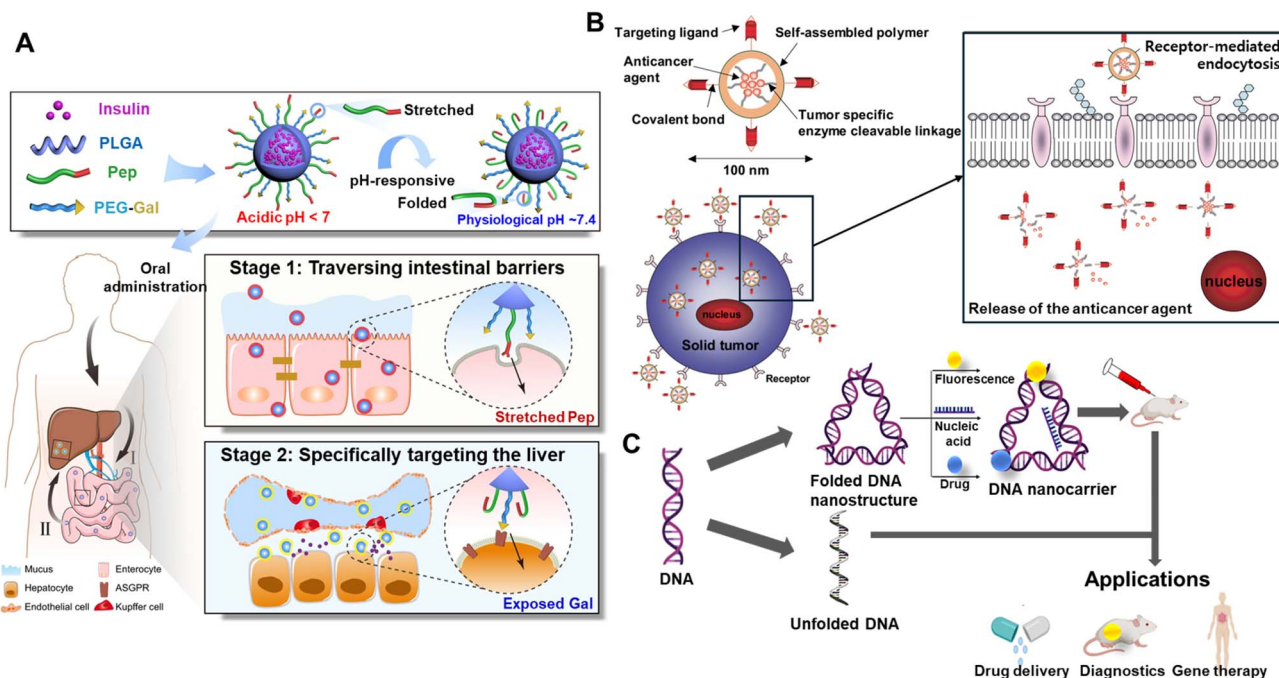 A
Insulin
PLGA
Pep
PEG-Gal
Stretched
pH-responsive
Folded
Acidic pH < 7
Physiological pH ~7.4
Oral
administration
Stage 1: Traversing intestinal barriers
Stretched Pep
Stage 2: Specifically targeting the liver
Exposed Gal
I
II
Mucus
Enterocyte
Hepatocyte
ASGPR
Endothelial cell
Kupffer cell
B
Targeting ligand
Self-assembled polymer
Anticancer
agent
Covalent bond
Tumor specific
enzyme cleavable linkage
100 nm
nucleus
Solid tumor
Receptor
Receptor-mediated
endocytosis
nucleus
Release of the anticancer agent
C
DNA
Folded DNA
nanostructure
Fluorescence
Nucleic
acid
Drug
DNA nanocarrier
Unfolded DNA
Applications
Drug delivery
Diagnostics
Gene therapy